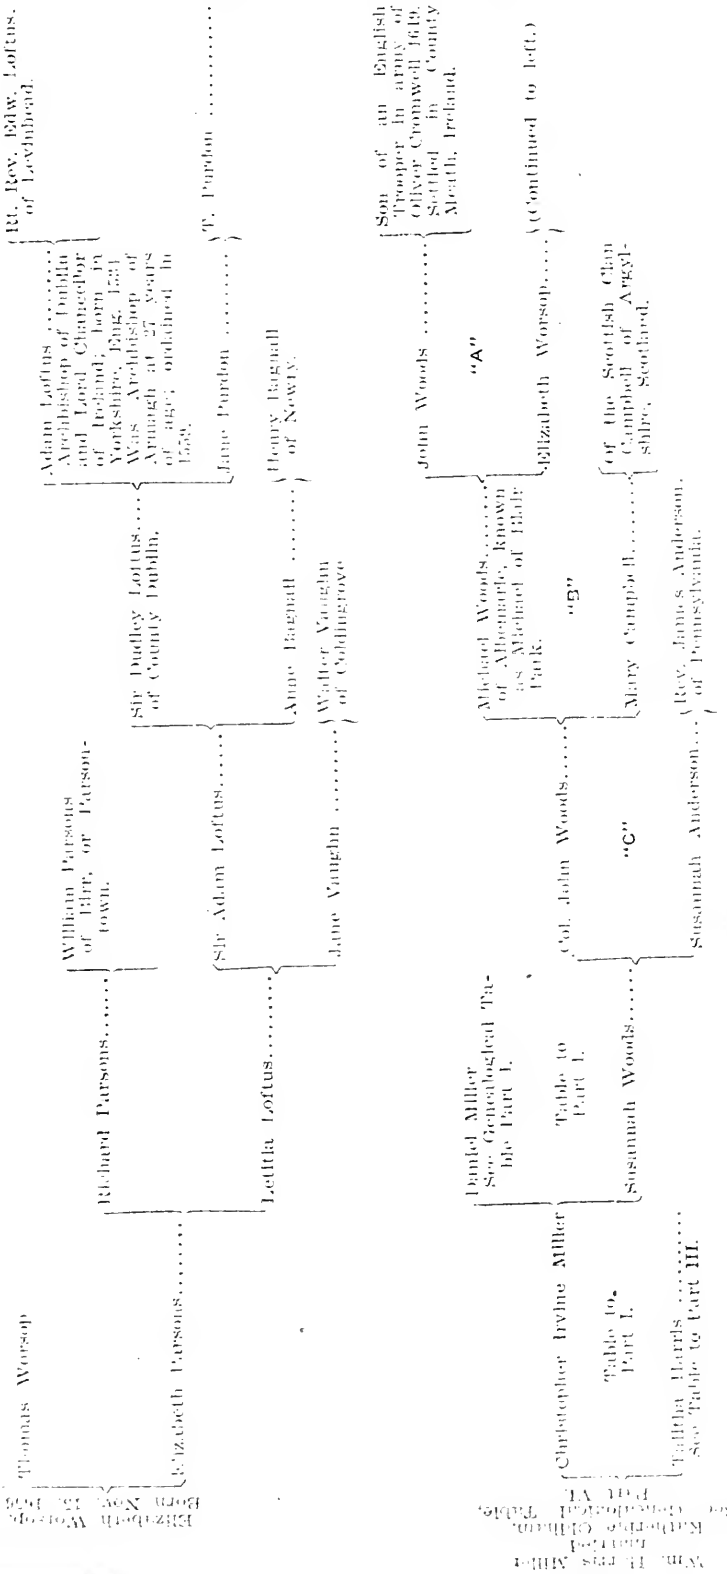 Elizabeth Worsop,
Born Nov. 15, 1656
Thomas Worsop
Elizabeth Parsons........
Richard Parsons......
Letitia Loftus.........
William Parsons
of Birr, or Parson-
town.
Sir Adam Loftus......
Jane Vaughn .........
Sir Dudley Loftus....
of County Dublin.
Anne Bagnall ........
Walter Vaughn
of Goldingrove
Adam Loftus .........
Archbishop of Dublin
and Lord Chancellor
of Ireland; born in
Yorkshire, Eng. 1534
Was Archbishop of
Armagh at 27 years
of age; ordained in
1559.
Jane Purdon .........
Henry Bagnall
of Newry.
Rt. Rev. Edw. Loftus.
of Levinhead.
T. Purdon ...........
Wm. Harris Miller
married
Katherine Oldham.
Genealogical Table,
Part VI.
Christopher Irvine Miller
Table to
Part I.
Talitha Harris .........
See Table to Part III.
Daniel Miller
See Genealogical Ta-
ble Part I.
Table to
Part I.
Susannah Woods......
Col. John Woods......
"C"
Susannah Anderson...
Michael Woods.......
of Albemarle, known
as Michael of Blair
Park.
"B"
Mary Campbell.......
Rev. James Anderson.
of Pennsylvania.
John Woods .........
"A"
Elizabeth Worsop.....
Of the Scottish Clan
Campbell of Argyl-
shire, Scotland.
Son of an English
Trooper in army of
Oliver Cromwell 1649.
Settled in County
Meath, Ireland.
(Continued to left.)